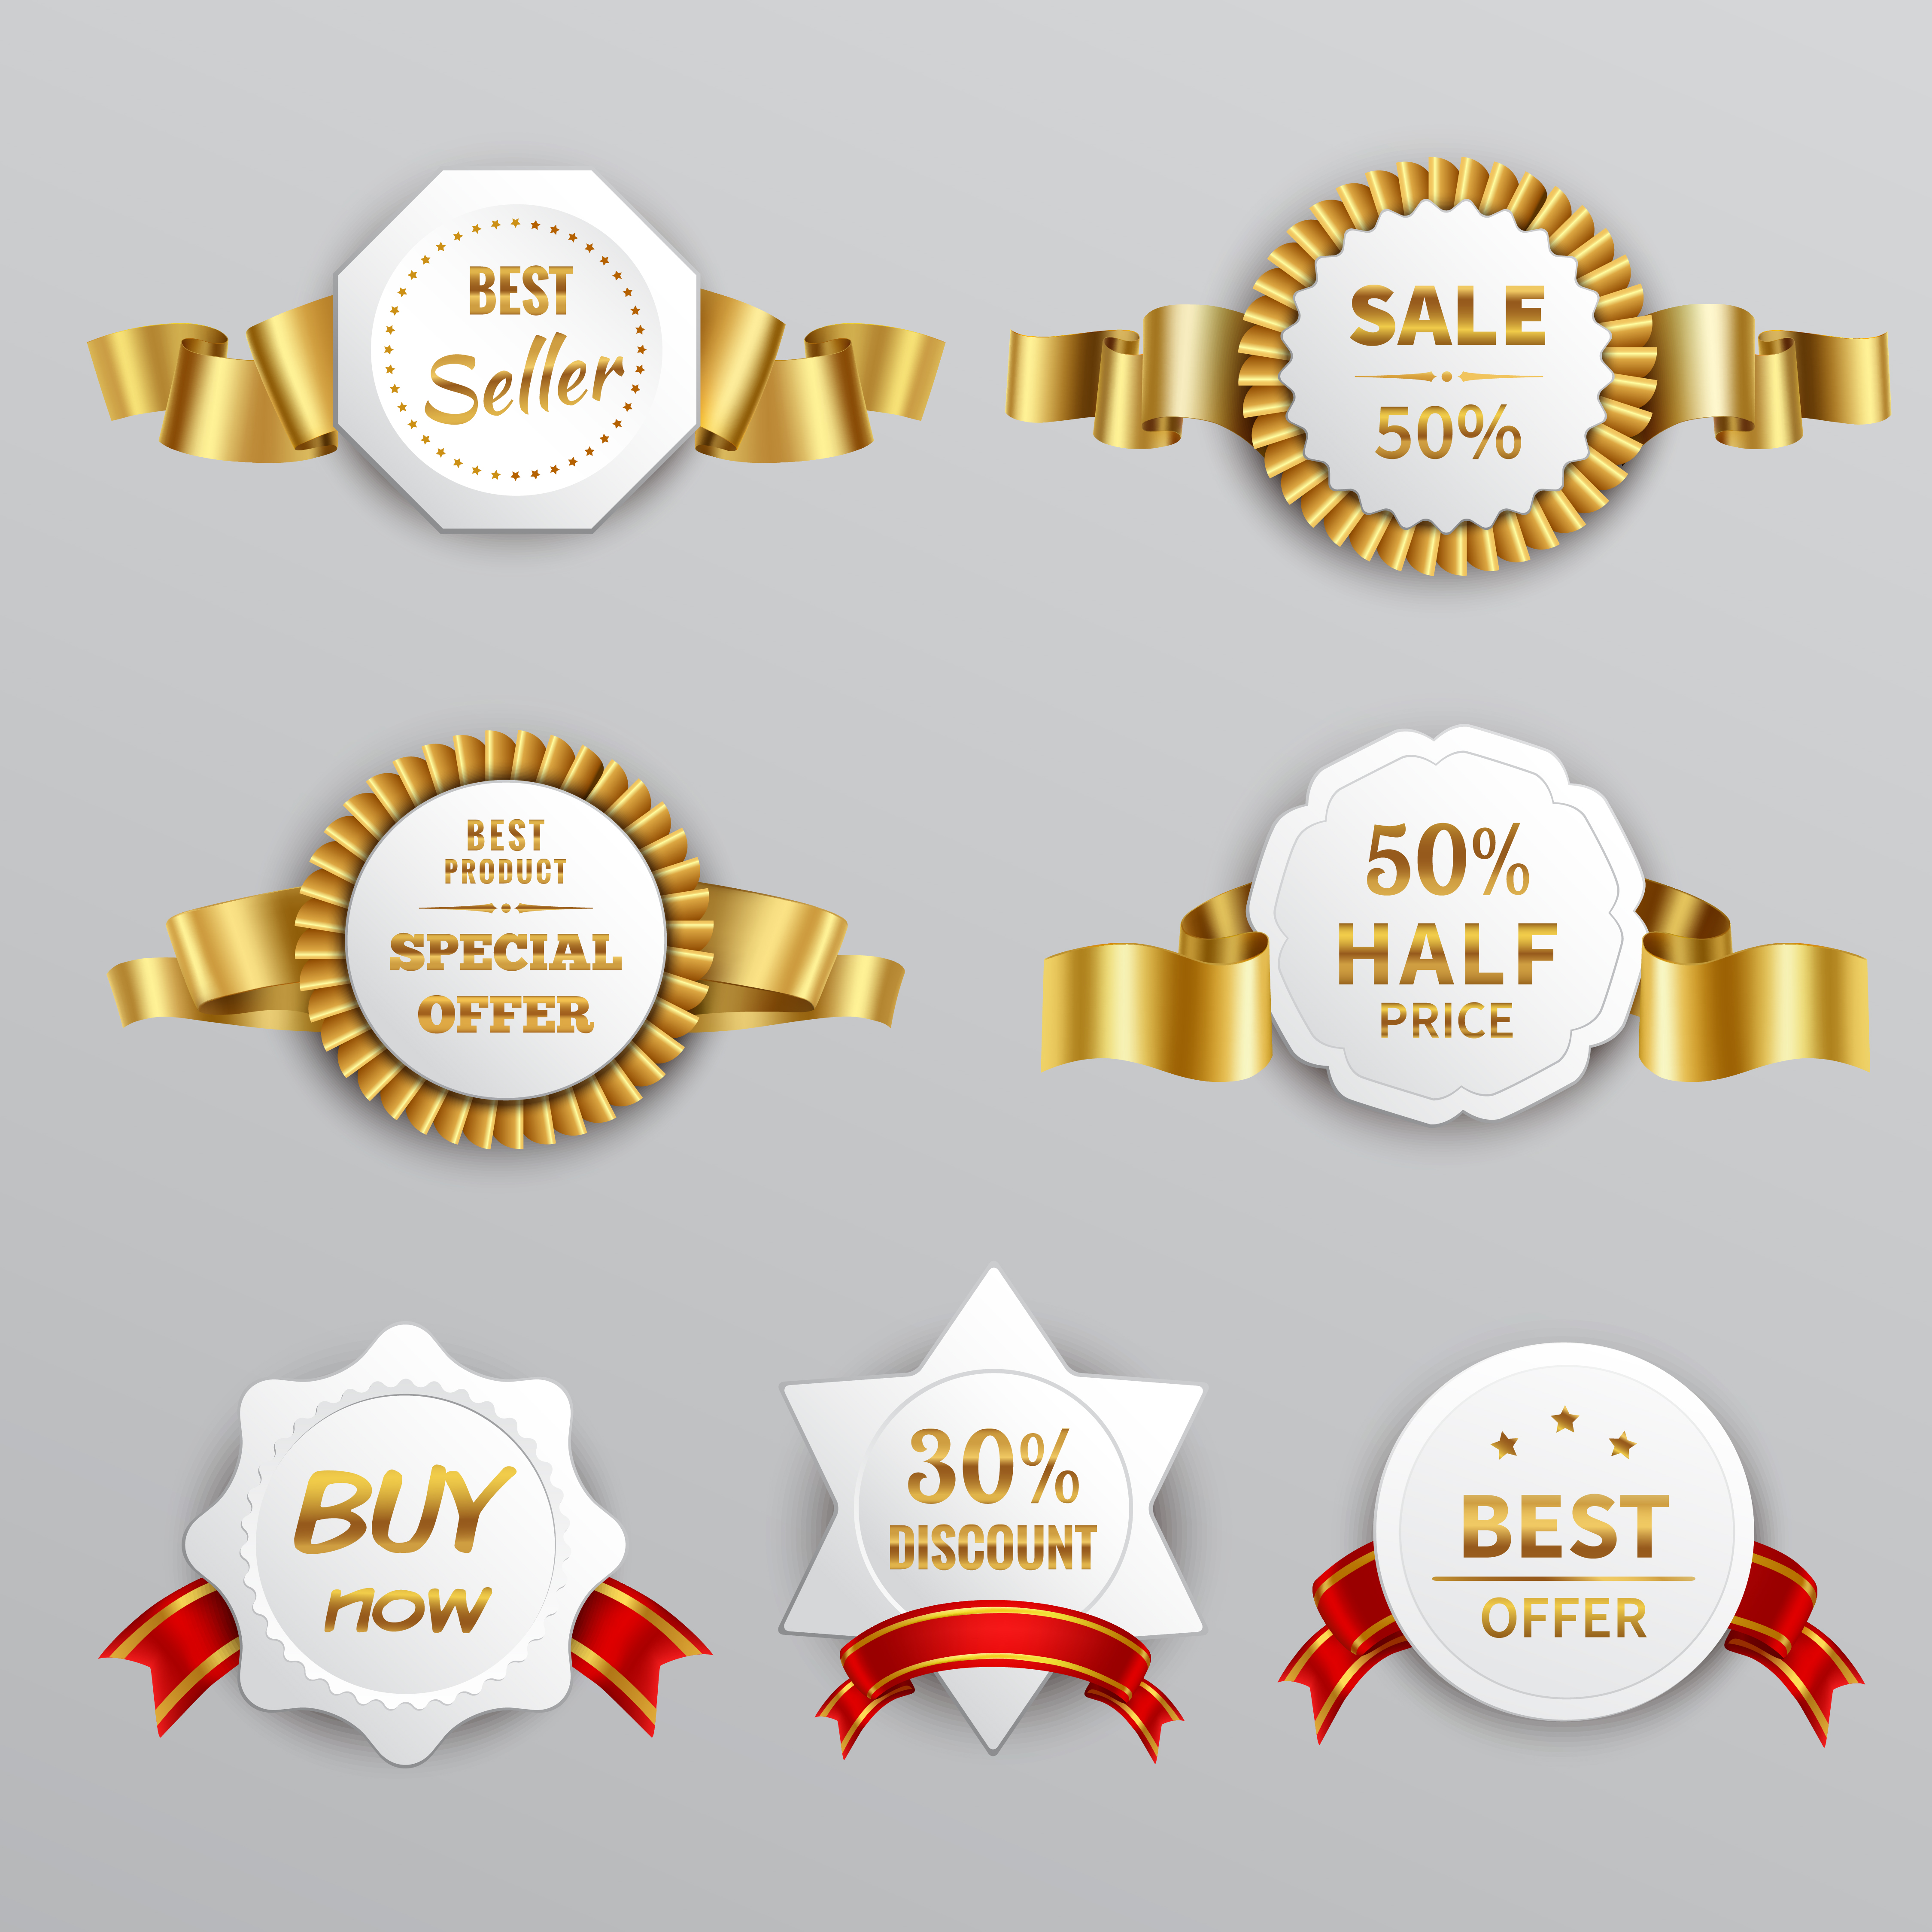 BEST
Seller
SALE
50%
BEST
PRODUCT
SPECIAL
OFFER
50%
HALF
PRICE
BUY
now
30%
DISCOUNT
BEST
OFFER